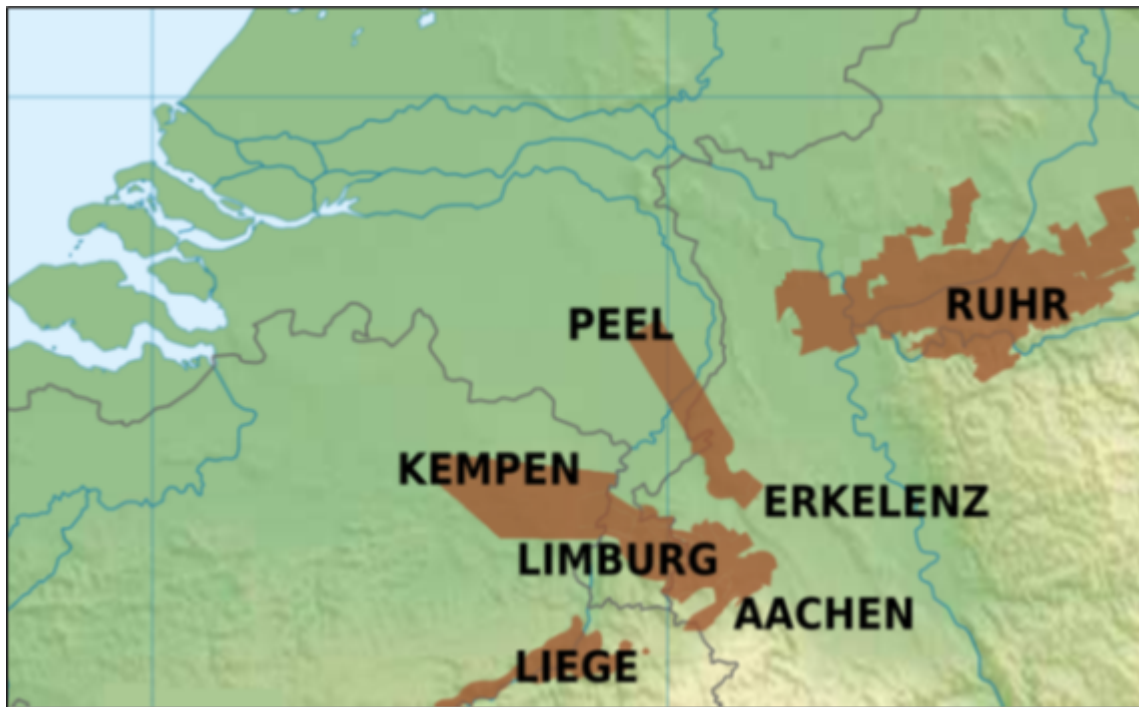 RUHR
PEEL
KEMPEN
ERKELENZ
LIMBURG
AACHEN
LIEGE